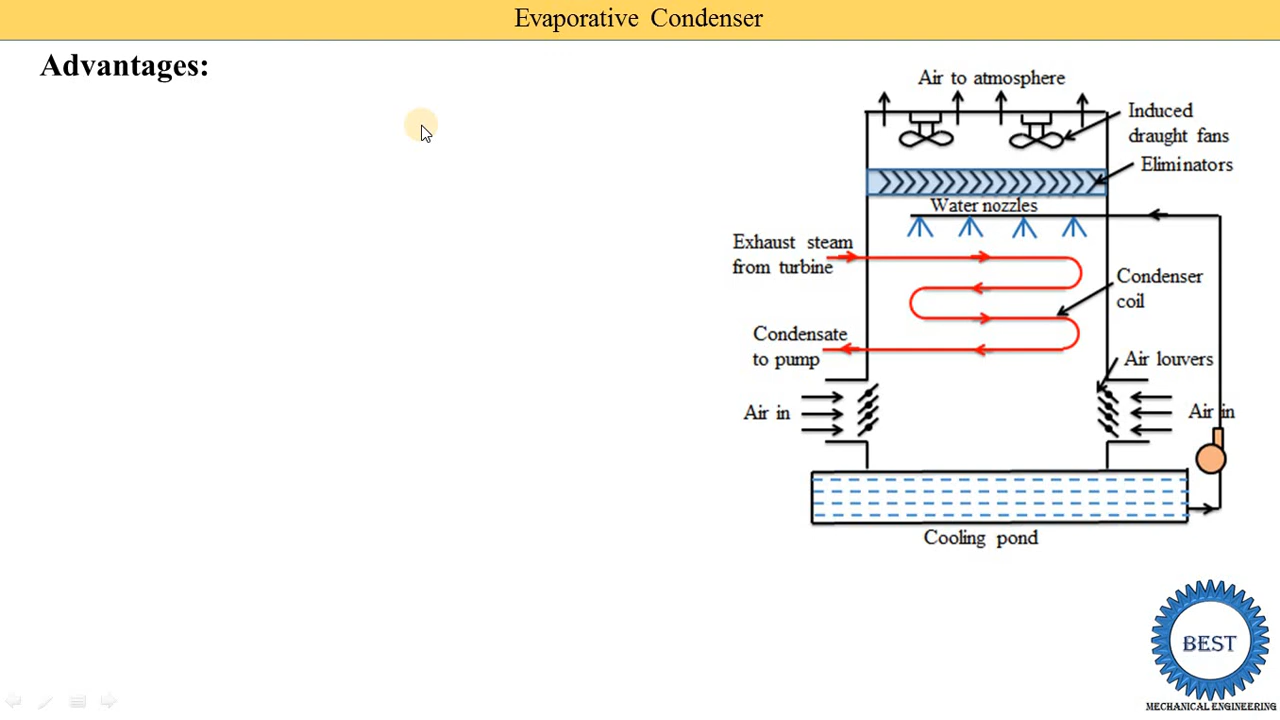 Evaporative Condenser
Advantages:
Air to atmosphere
Induced
draught fans
Eliminators
Water nozzles
Exhaust steam
from turbine
Condenser
coil
Condensate
to pump
Air louvers
Air in
Air in
Cooling pond
BEST
MECHANICAL ENGINEERING